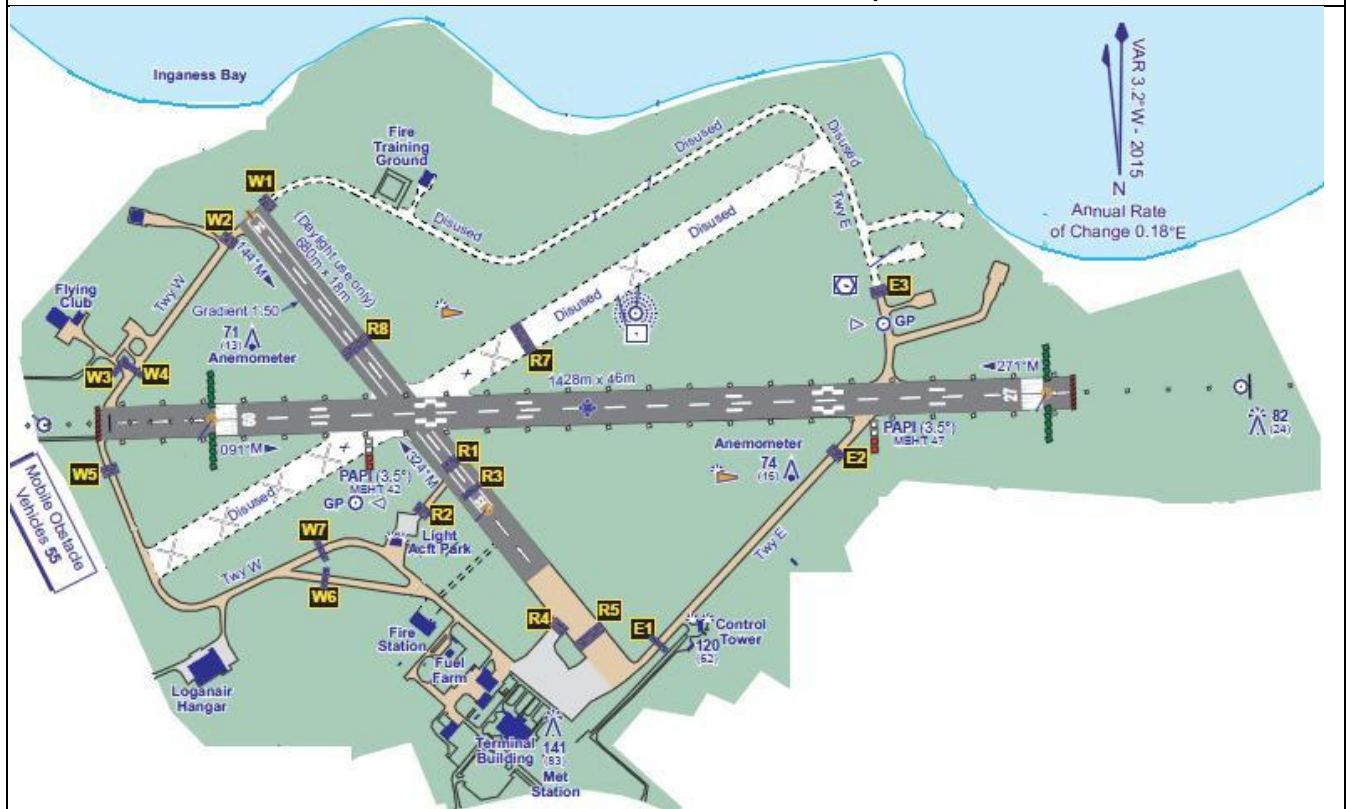 Inganess Bay
VAR 3.2°W - 2015
N
Annual Rate
of Change 0.18°E
Fire
Training
Ground
Disused
Disused
Disused
Twy E
W1
W2
Disused
Disused
(Daylight use only)
680m x 18m
144°M
Twy W
Gradient 1:50
Flying
Club
71
(13)
Anemometer
R8
Disused
R7
E3
GP
W3
W4
1428m x 46m
271°M
09
27
82
(24)
091°M
324°M
PAPI (3.5°)
MEHT 42
GP
R1
R3
R2
Light
Acft Park
Anemometer
74
(15)
PAPI (3.5°)
MEHT 47
E2
W5
Mobile Obstacle
Vehicles 55
Disused
W7
Twy W
W6
Twy E
R4
R5
E1
Control
Tower
120
(62)
Fire
Station
Fuel
Farm
Loganair
Hangar
Terminal
Building
141
(83)
Met
Station